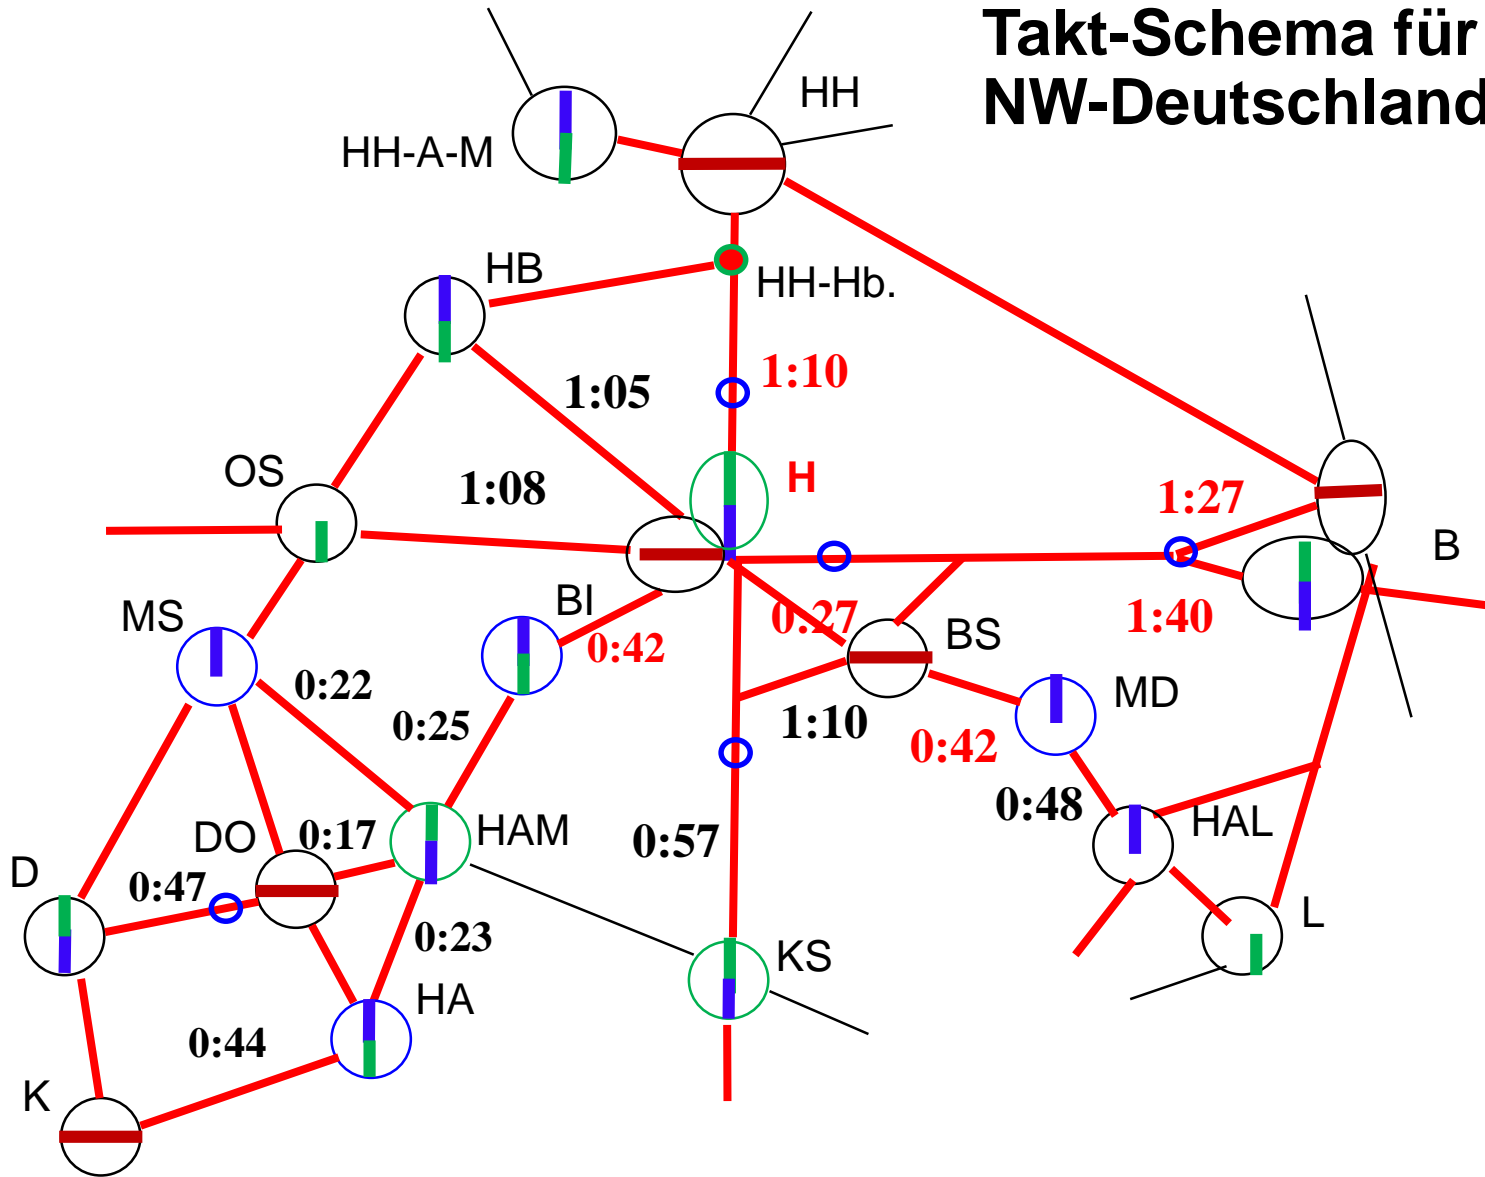 Takt-Schema für
NW-Deutschland
HH
HH-A-M
HB
HH-Hb.
1:10
1:05
OS
1:08
H
1:27
B
BI
MS
0:42
0:27
1:40
BS
0:22
MD
0:25
1:10
0:42
0:48
HAL
DO
0:17
HAM
0:57
D
0:47
L
0:23
KS
HA
0:44
K